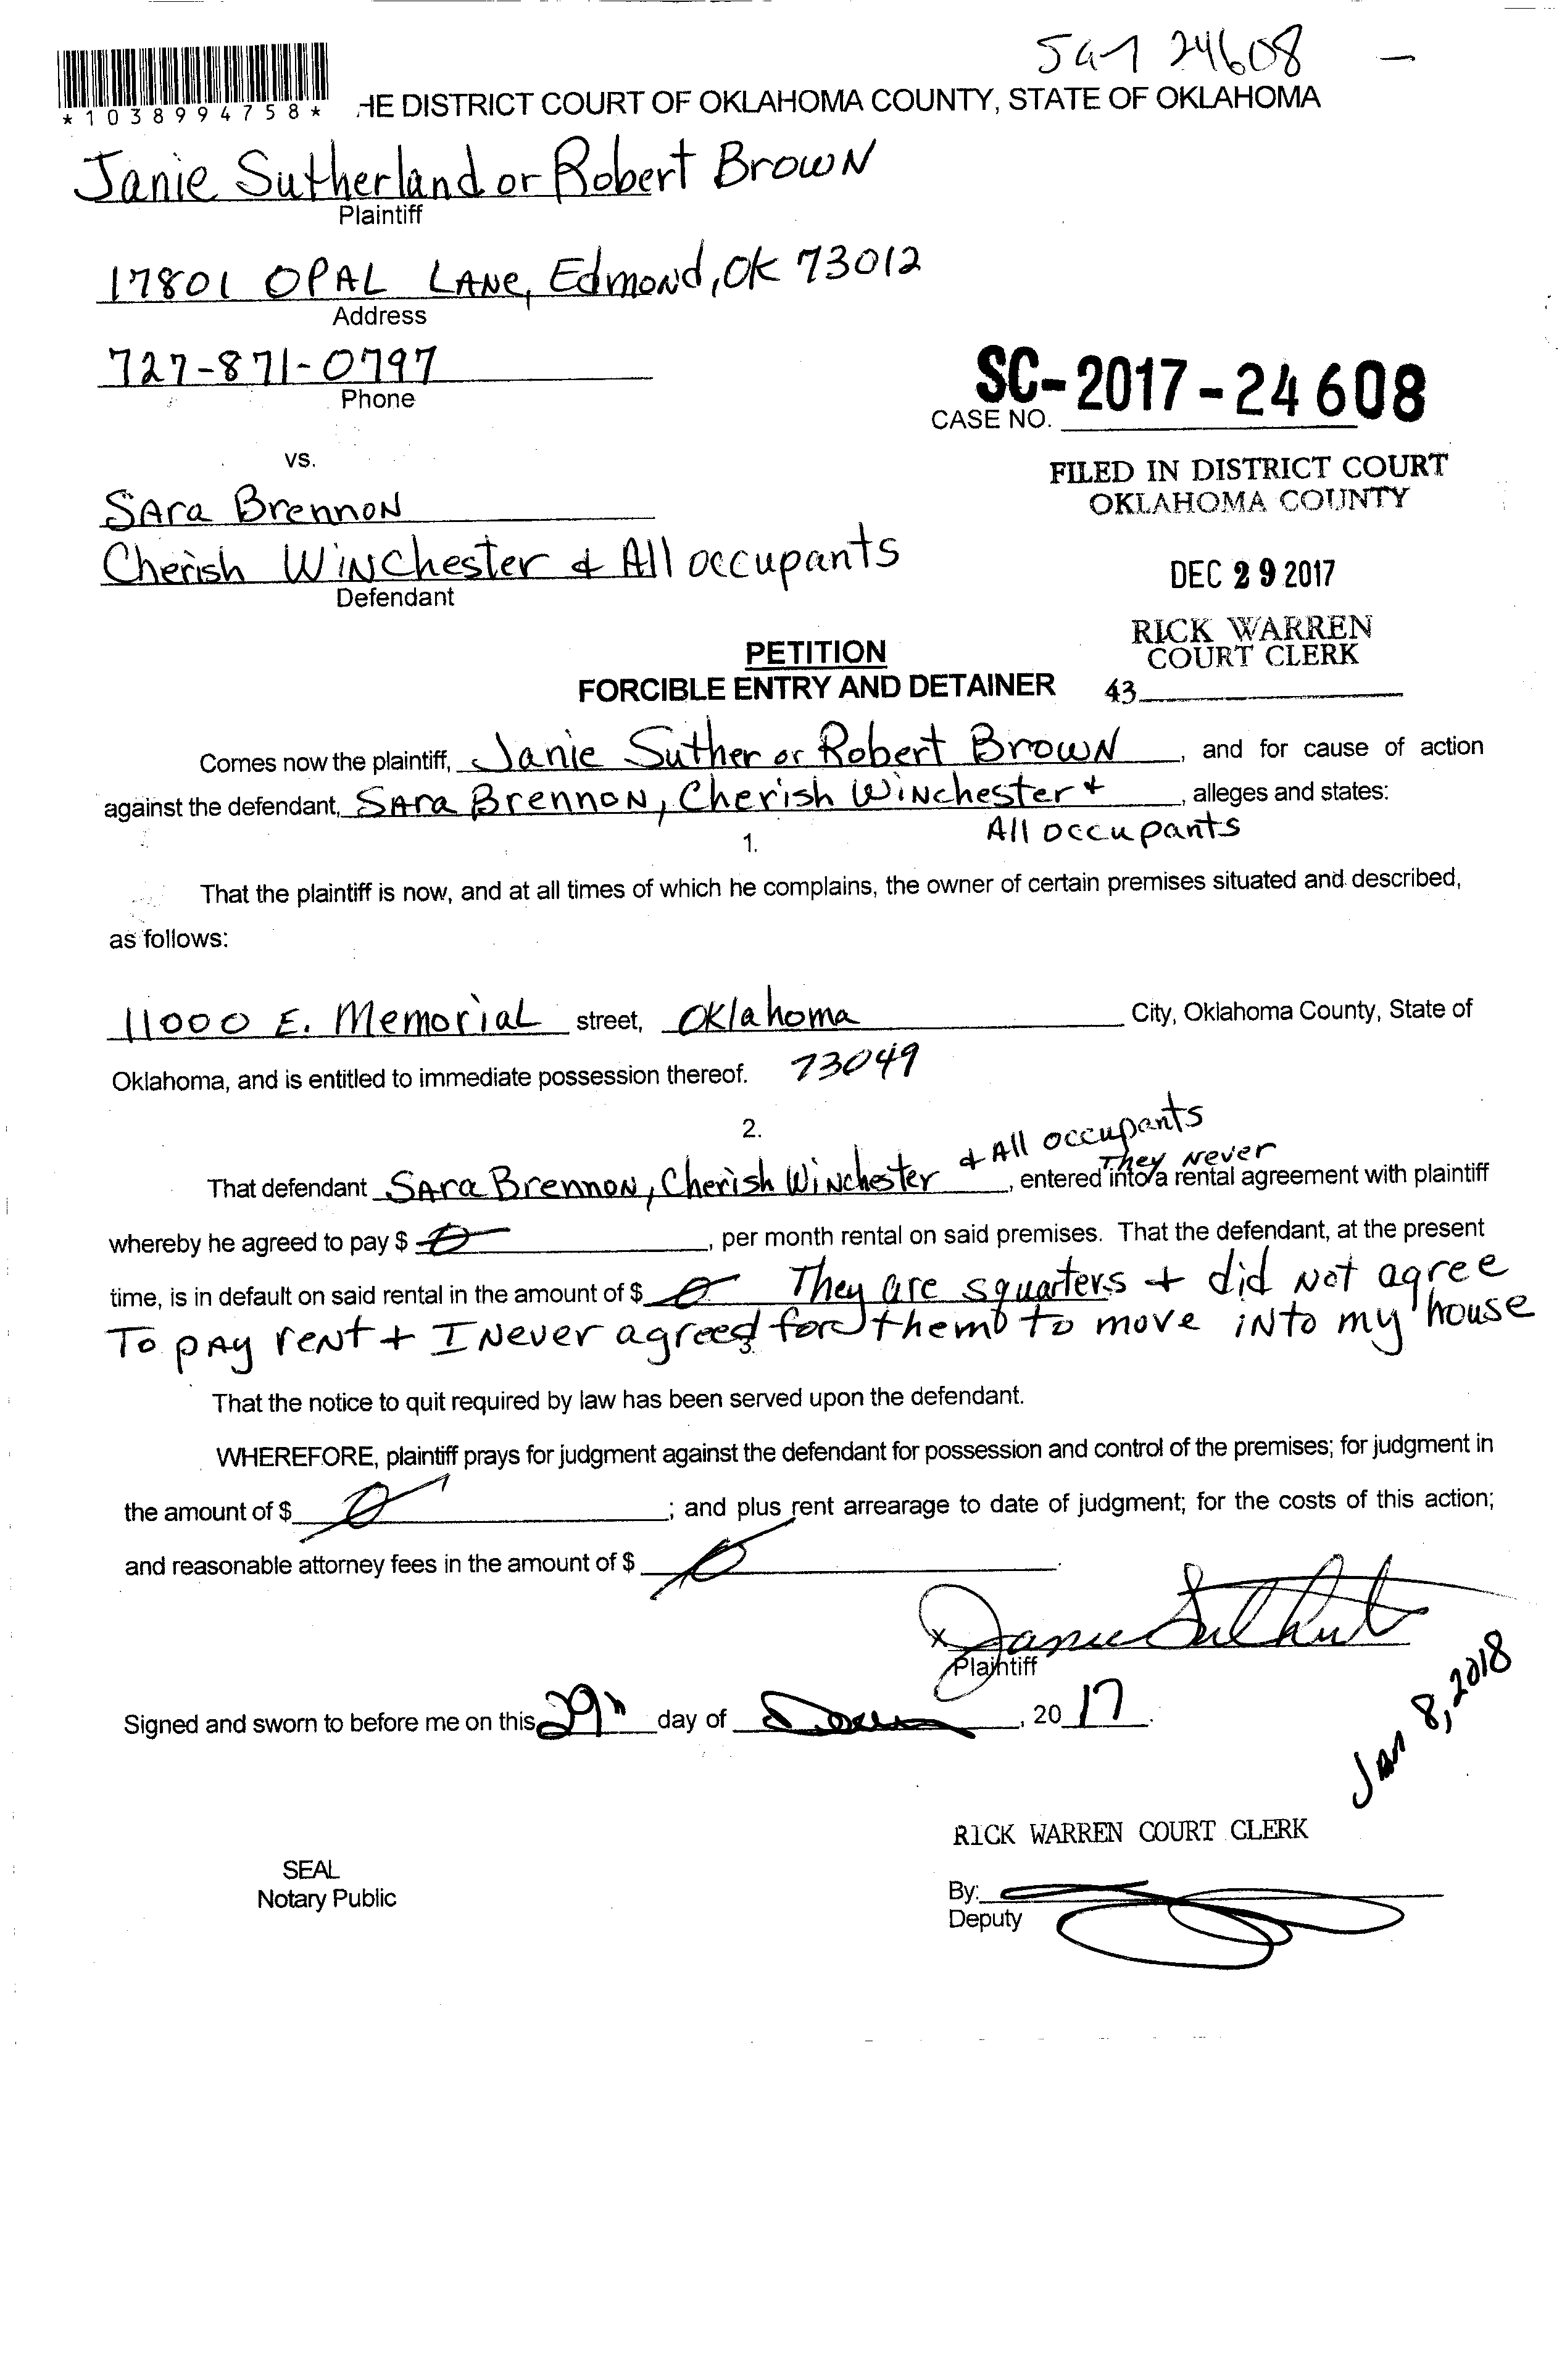 24608
*1038994758*
HE DISTRICT COURT OF OKLAHOMA COUNTY, STATE OF OKLAHOMA
Janie Sutherland or Robert Brown
Plaintiff
17801 OPAL LANe, Edmond, OK 73012
Address
727-871-0797
Phone
SC-2017-24608
CASE NO.
vs.
FILED IN DISTRICT COURT
OKLAHOMA COUNTY
SAra Brennon
Cherish Winchester & All occupants
Defendant
DEC 29 2017
RICK WARREN
COURT CLERK
43
PETITION
FORCIBLE ENTRY AND DETAINER
Comes now the plaintiff, Janie Suther or Robert Brown, and for cause of action
against the defendant, SAra Brennon, Cherish Winchester +, alleges and states:
All occupants
1.
That the plaintiff is now, and at all times of which he complains, the owner of certain premises situated and described,
as follows:
11000 E. Memorial street, Oklahoma City, Oklahoma County, State of
Oklahoma, and is entitled to immediate possession thereof. 73049
2.
& All occupants
They never
That defendant SAra Brennon, Cherish Winchester, entered into a rental agreement with plaintiff
whereby he agreed to pay $ 0, per month rental on said premises. That the defendant, at the present
time, is in default on said rental in the amount of $ 0 They are squarters + did not agree
To pay rent + I Never agreed for them to move into my house
3.
That the notice to quit required by law has been served upon the defendant.
WHEREFORE, plaintiff prays for judgment against the defendant for possession and control of the premises; for judgment in
the amount of $ 0; and plus rent arrearage to date of judgment; for the costs of this action;
and reasonable attorney fees in the amount of $ 0.
x Janie Sutherland
Plaintiff
Signed and sworn to before me on this 29th day of, 2017.
Jan 8, 2018
RICK WARREN COURT CLERK
SEAL
Notary Public
By:
Deputy